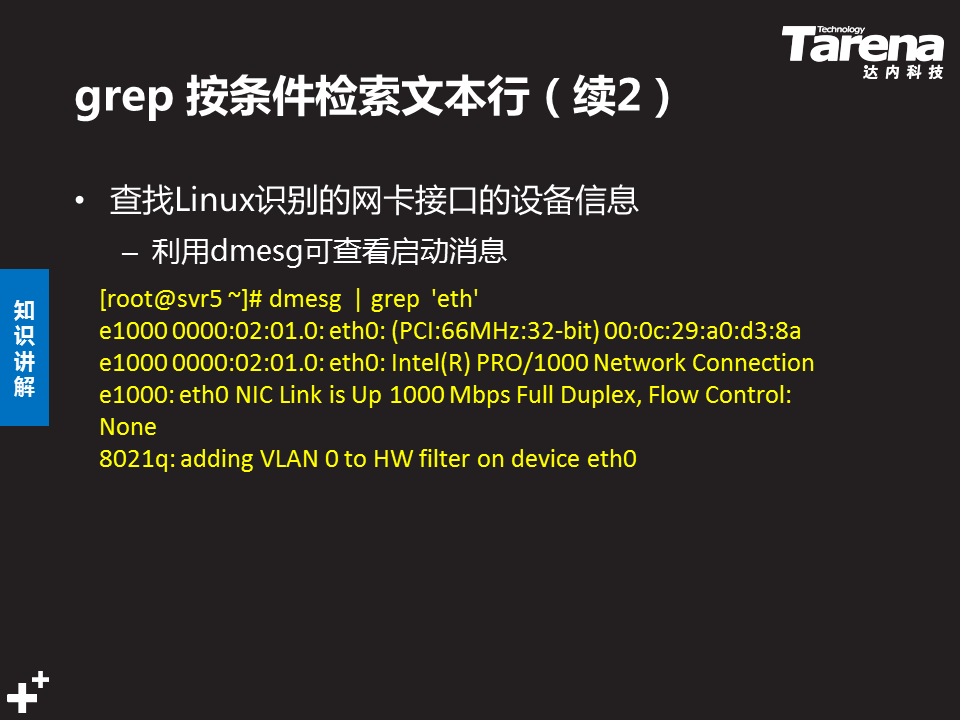 Technology
Tarena
达内科技
grep 按条件检索文本行（续2）
• 查找Linux识别的网卡接口的设备信息
– 利用dmesg可查看启动消息
知识讲解
[root@svr5 ~]# dmesg | grep 'eth'
e1000 0000:02:01.0: eth0: (PCI:66MHz:32-bit) 00:0c:29:a0:d3:8a
e1000 0000:02:01.0: eth0: Intel(R) PRO/1000 Network Connection
e1000: eth0 NIC Link is Up 1000 Mbps Full Duplex, Flow Control:
None
8021q: adding VLAN 0 to HW filter on device eth0